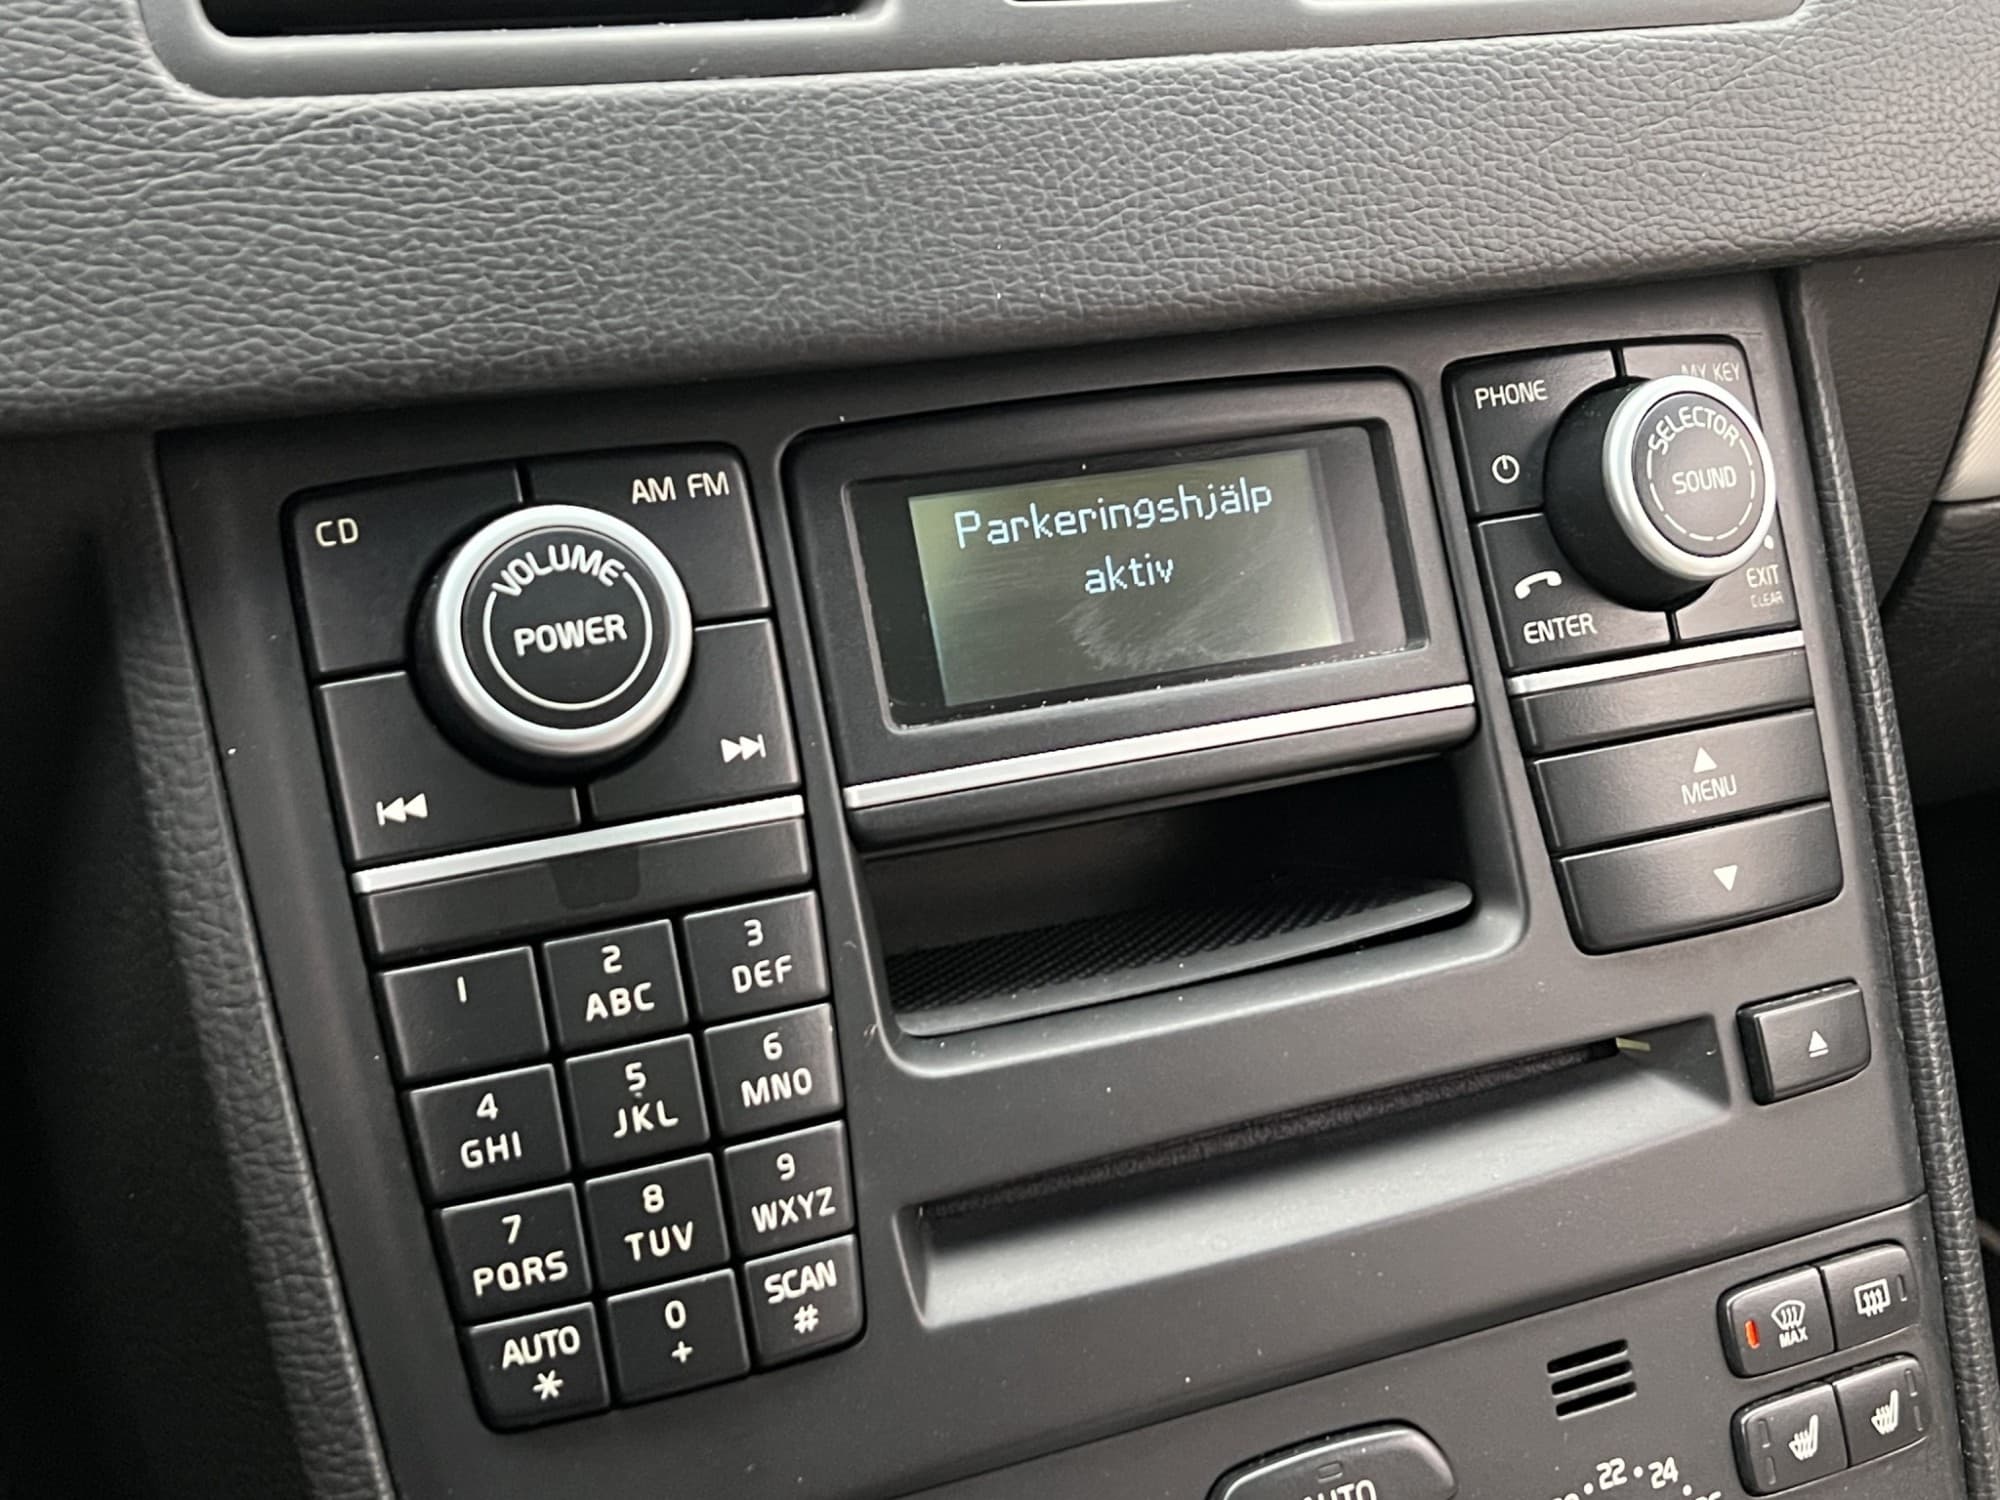 CD
AM FM
VOLUME
POWER
Parkeringshjälp
aktiv
PHONE
MY KEY
SELECTOR
SOUND
ENTER
EXIT
CLEAR
MENU
1
2
ABC
3
DEF
4
GHI
5
JKL
6
MNO
7
PQRS
8
TUV
9
WXYZ
AUTO
*
0
+
SCAN
#
MAX
AUTO
22 • 24